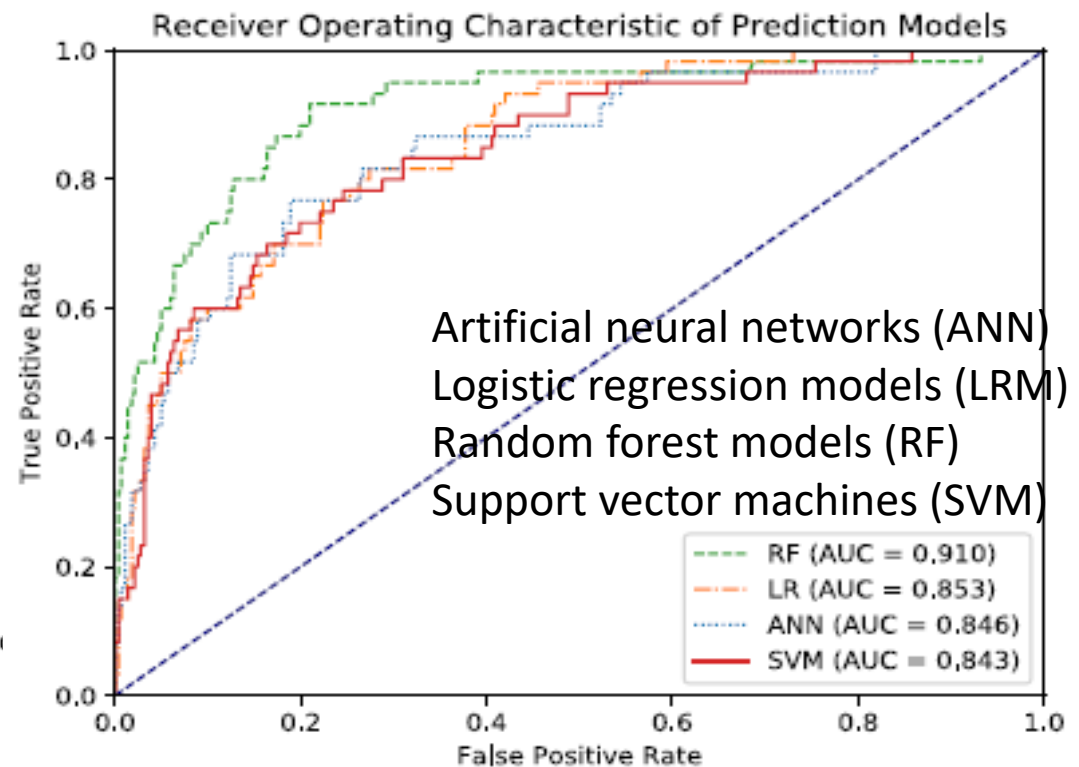 Receiver Operating Characteristic of Prediction Models
1.0
0.8
0.6
0.4
0.2
0.0
True Positive Rate
Artificial neural networks (ANN)
Logistic regression models (LRM)
Random forest models (RF)
Support vector machines (SVM)
RF (AUC = 0.910)
LR (AUC = 0.853)
ANN (AUC = 0.846)
SVM (AUC = 0.843)
0.0 0.2 0.4 0.6 0.8 1.0
False Positive Rate